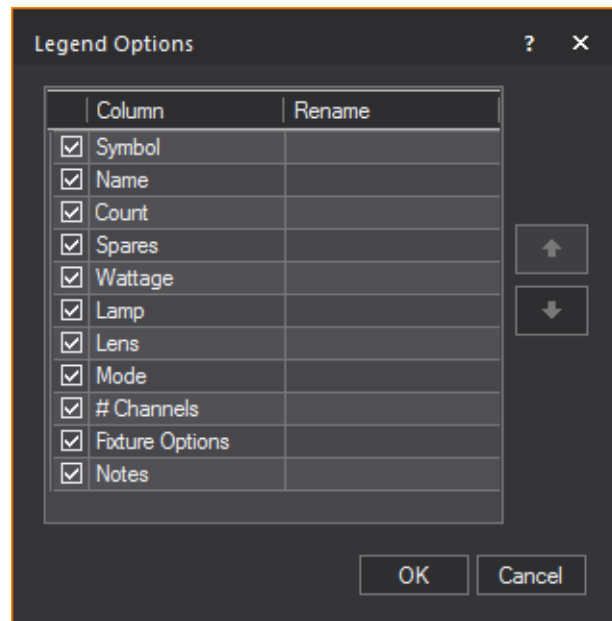 Legend Options ?
Column Rename
Symbol
Name
Count
Spares
Wattage
Lamp
Lens
Mode
# Channels
Fixture Options
Notes
OK Cancel